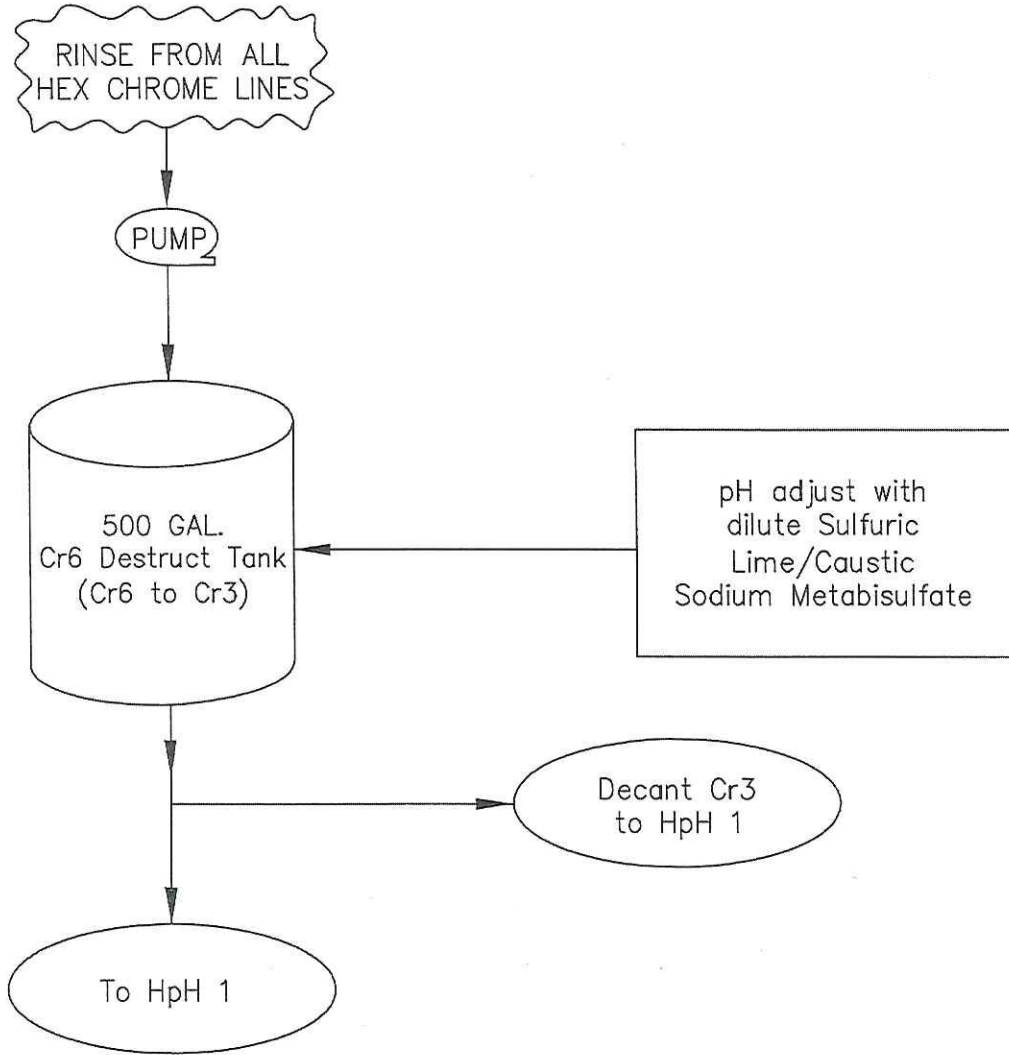 RINSE FROM ALL
HEX CHROME LINES
PUMP
500 GAL.
Cr6 Destruct Tank
(Cr6 to Cr3)
pH adjust with
dilute Sulfuric
Lime/Caustic
Sodium Metabisulfate
Decant Cr3
to HpH 1
To HpH 1